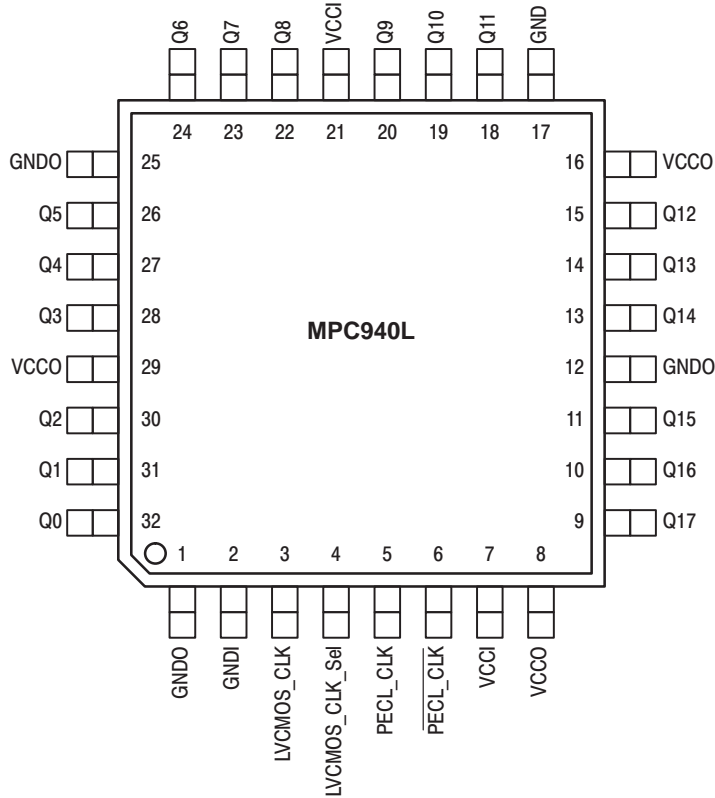 Q6 Q7 Q8 VCCI Q9 Q10 Q11 GND
24 23 22 21 20 19 18 17
GNDO 25 16 VCCO
Q5 26 15 Q12
Q4 27 14 Q13
Q3 28 13 Q14
MPC940L
VCCO 29 12 GNDO
Q2 30 11 Q15
Q1 31 10 Q16
Q0 32 9 Q17
1 2 3 4 5 6 7 8
GNDO GNDI LVCMOS_CLK LVCMOS_CLK_Sel PECL_CLK PECL_CLK VCCI VCCO